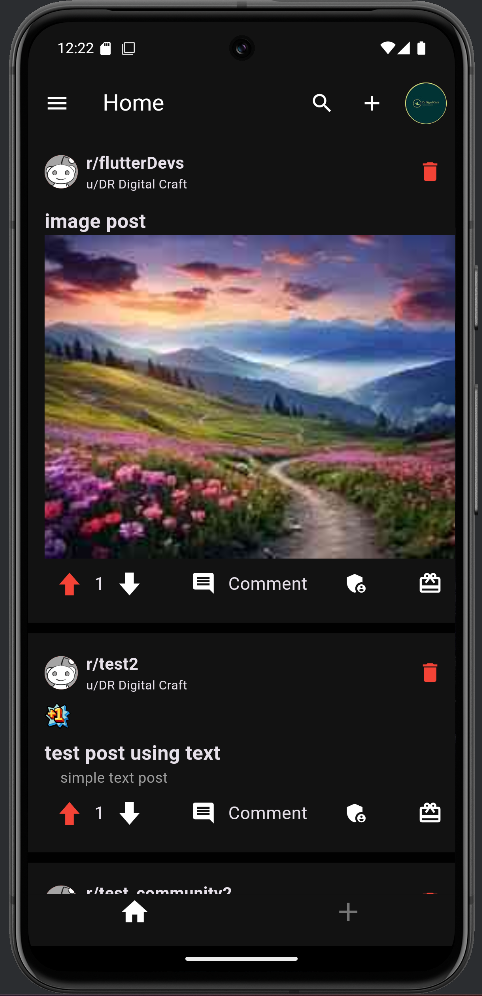 12:22
Home
r/flutterDevs
u/DR Digital Craft
image post
1
Comment
r/test2
u/DR Digital Craft
+1
test post using text
simple text post
1
Comment
r/test_community2